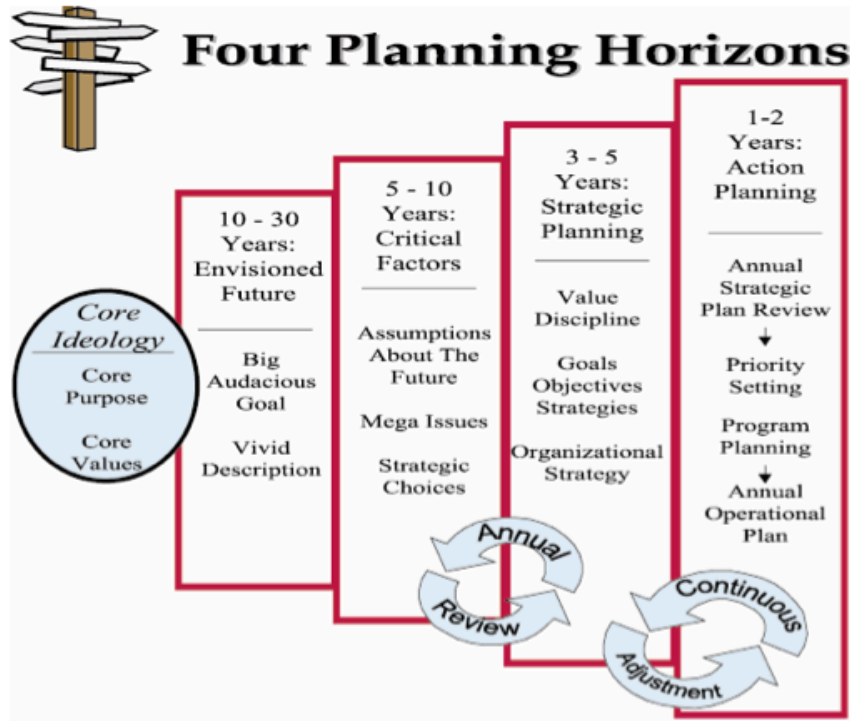 Four Planning Horizons
Core
Ideology
Core
Purpose
Core
Values
10 - 30
Years:
Envisioned
Future
Big
Audacious
Goal
Vivid
Description
5 - 10
Years:
Critical
Factors
Assumptions
About The
Future
Mega Issues
Strategic
Choices
3 - 5
Years:
Strategic
Planning
Value
Discipline
Goals
Objectives
Strategies
Organizational
Strategy
1-2
Years:
Action
Planning
Annual
Strategic
Plan Review
Priority
Setting
Program
Planning
Annual
Operational
Plan
Annual
Review
Continuous
Adjustment